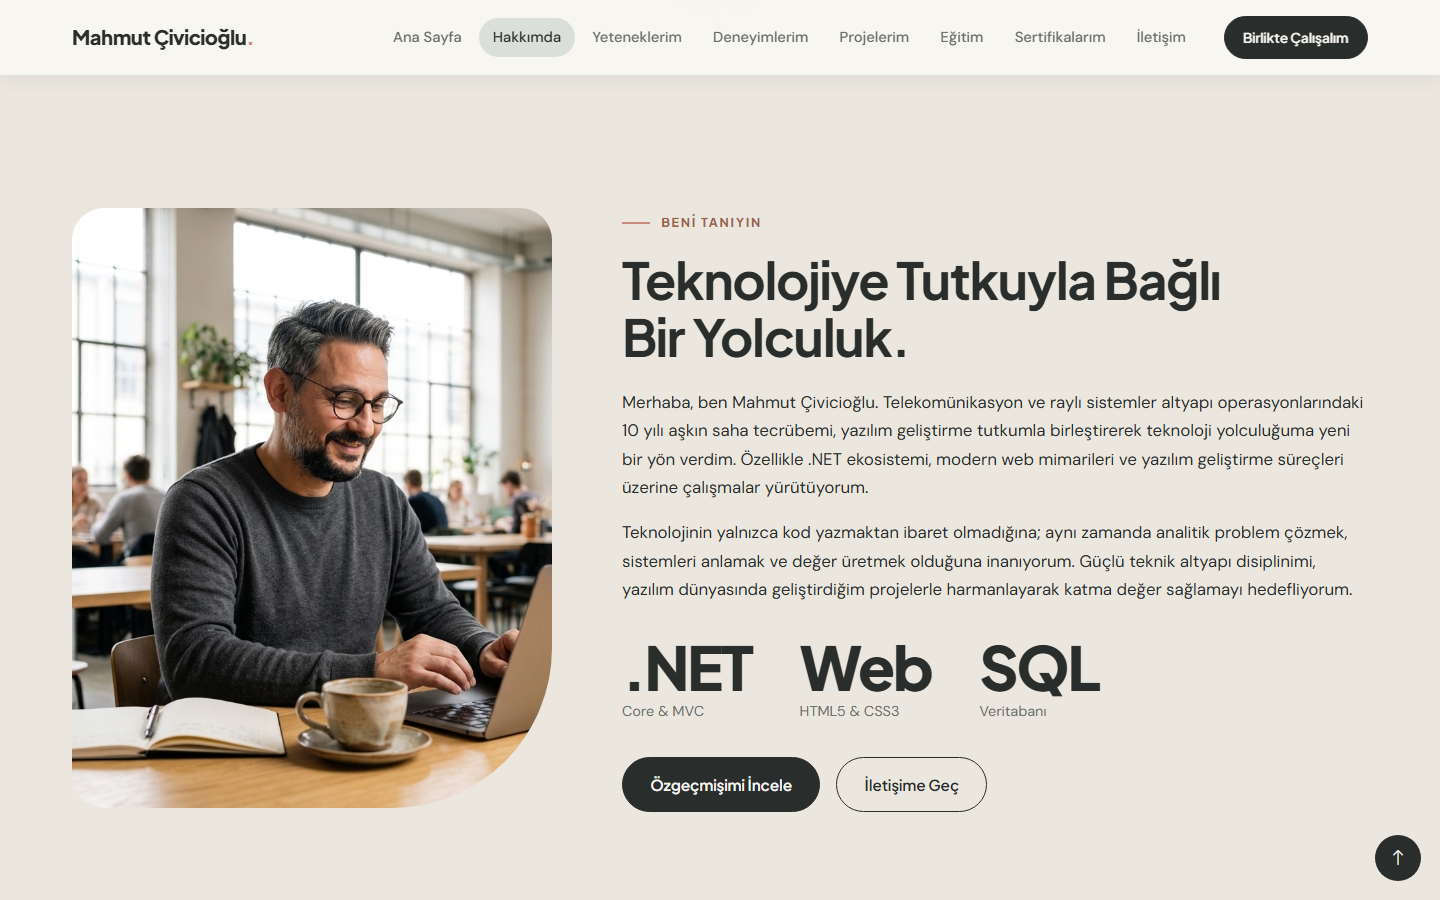 Mahmut Çivicioğlu.
Ana Sayfa
Hakkımda
Yeteneklerim
Deneyimlerim
Projelerim
Eğitim
Sertifikalarım
İletişim
Birlikte Çalışalım
BENİ TANIYIN
Teknolojiye Tutkuyla Bağlı
Bir Yolculuk.
Merhaba, ben Mahmut Çivicioğlu. Telekomünikasyon ve raylı sistemler altyapı operasyonlarındaki
10 yılı aşkın saha tecrübemi, yazılım geliştirme tutkumla birleştirerek teknoloji yolculuğuma yeni
bir yön verdim. Özellikle .NET ekosistemi, modern web mimarileri ve yazılım geliştirme süreçleri
üzerine çalışmalar yürütüyorum.
Teknolojinin yalnızca kod yazmaktan ibaret olmadığına; aynı zamanda analitik problem çözmek,
sistemleri anlamak ve değer üretmek olduğuna inanıyorum. Güçlü teknik altyapı disiplinimi,
yazılım dünyasında geliştirdiğim projelerle harmanlayarak katma değer sağlamayı hedefliyorum.
.NET
Core & MVC
Web
HTML5 & CSS3
SQL
Veritabanı
Özgeçmişimi İncele
İletişime Geç